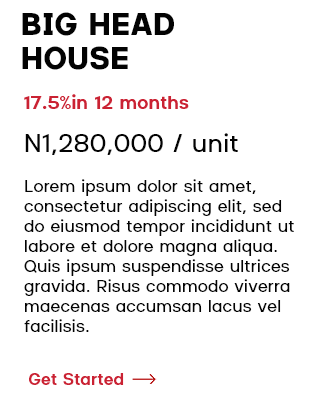 BIG HEAD
HOUSE
17.5%in 12 months
N1,280,000 / unit
Lorem ipsum dolor sit amet,
consectetur adipiscing elit, sed
do eiusmod tempor incididunt ut
labore et dolore magna aliqua.
Quis ipsum suspendisse ultrices
gravida. Risus commodo viverra
maecenas accumsan lacus vel
facilisis.
Get Started →